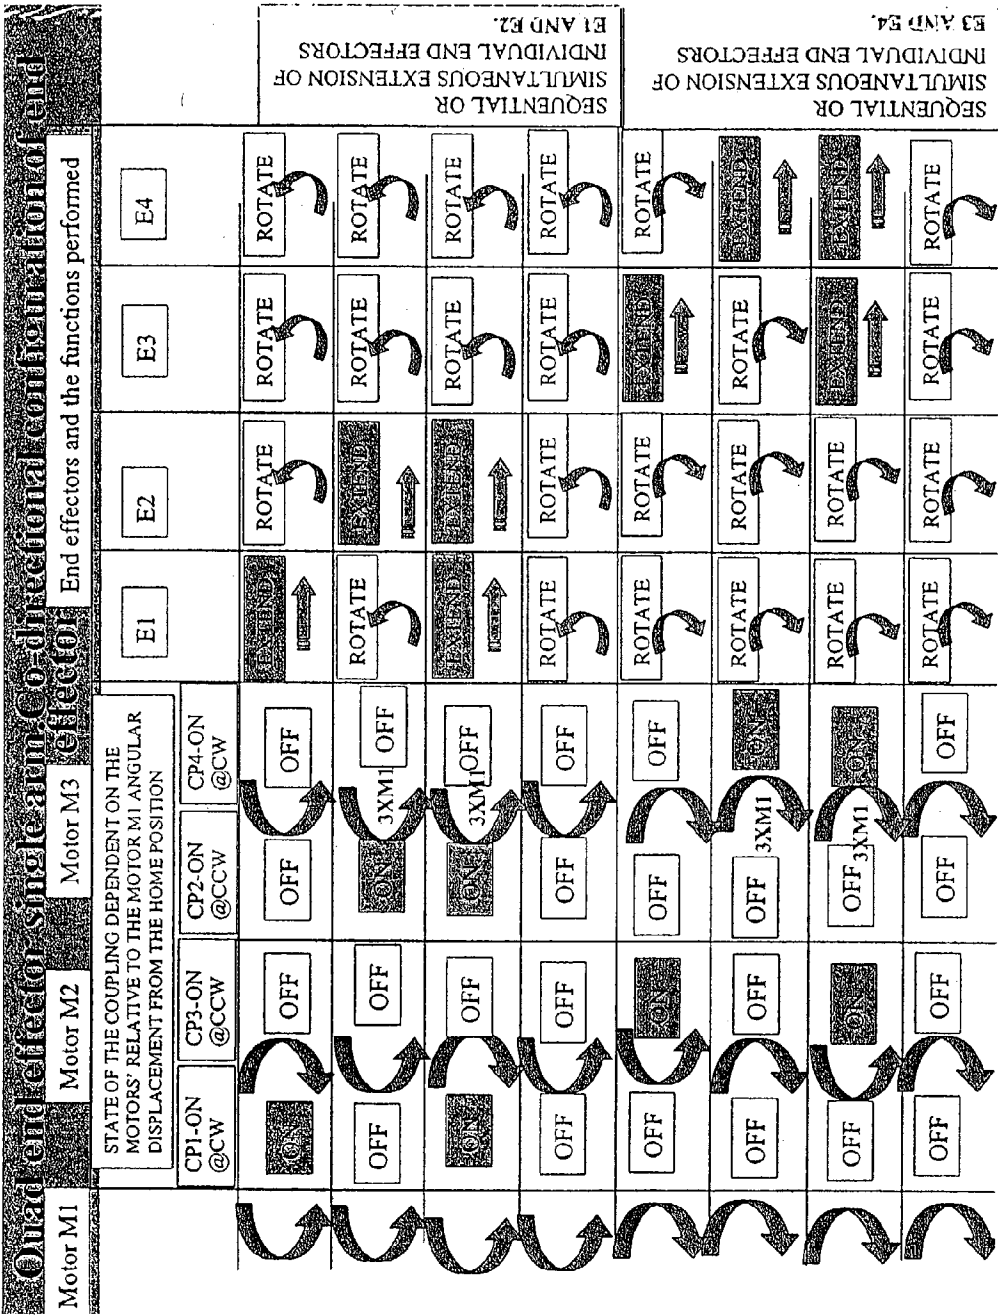 Quad end effector, single arm: Co-directional configuration of end
effector
Motor M1 Motor M2 Motor M3 End effectors and the functions performed
STATE OF THE COUPLING DEPENDENT ON THE
MOTORS' RELATIVE TO THE MOTOR M1 ANGULAR
DISPLACEMENT FROM THE HOME POSITION
E1 E2 E3 E4
CP1-ON @CW
CP3-ON @CCW
CP2-ON @CCW
CP4-ON @CW
ON OFF OFF OFF EXTEND ROTATE ROTATE ROTATE
OFF OFF ON 3XM1 OFF ROTATE EXTEND ROTATE ROTATE
ON OFF ON 3XM1 OFF EXTEND EXTEND ROTATE ROTATE
OFF OFF OFF OFF ROTATE ROTATE ROTATE ROTATE
OFF ON OFF OFF ROTATE ROTATE EXTEND ROTATE
OFF OFF OFF 3XM1 ON ROTATE ROTATE ROTATE EXTEND
OFF ON OFF 3XM1 ON ROTATE ROTATE EXTEND EXTEND
OFF OFF OFF OFF ROTATE ROTATE ROTATE ROTATE
SEQUENTIAL OR
SIMULTANEOUS EXTENSION OF
INDIVIDUAL END EFFECTORS
E1 AND E2.
SEQUENTIAL OR
SIMULTANEOUS EXTENSION OF
INDIVIDUAL END EFFECTORS
E3 AND E4.